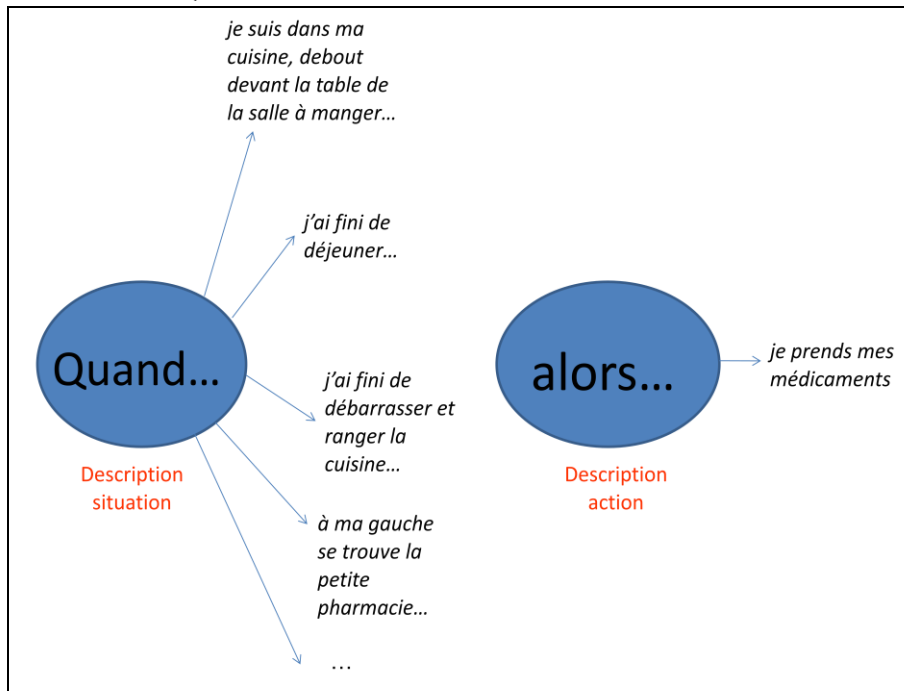 je suis dans ma
cuisine, debout
devant la table de
la salle à manger…
j’ai fini de
déjeuner…
Quand…
j’ai fini de
débarrasser et
ranger la
cuisine…
Description
situation
à ma gauche
se trouve la
petite
pharmacie…
…
alors…
je prends mes
médicaments
Description
action